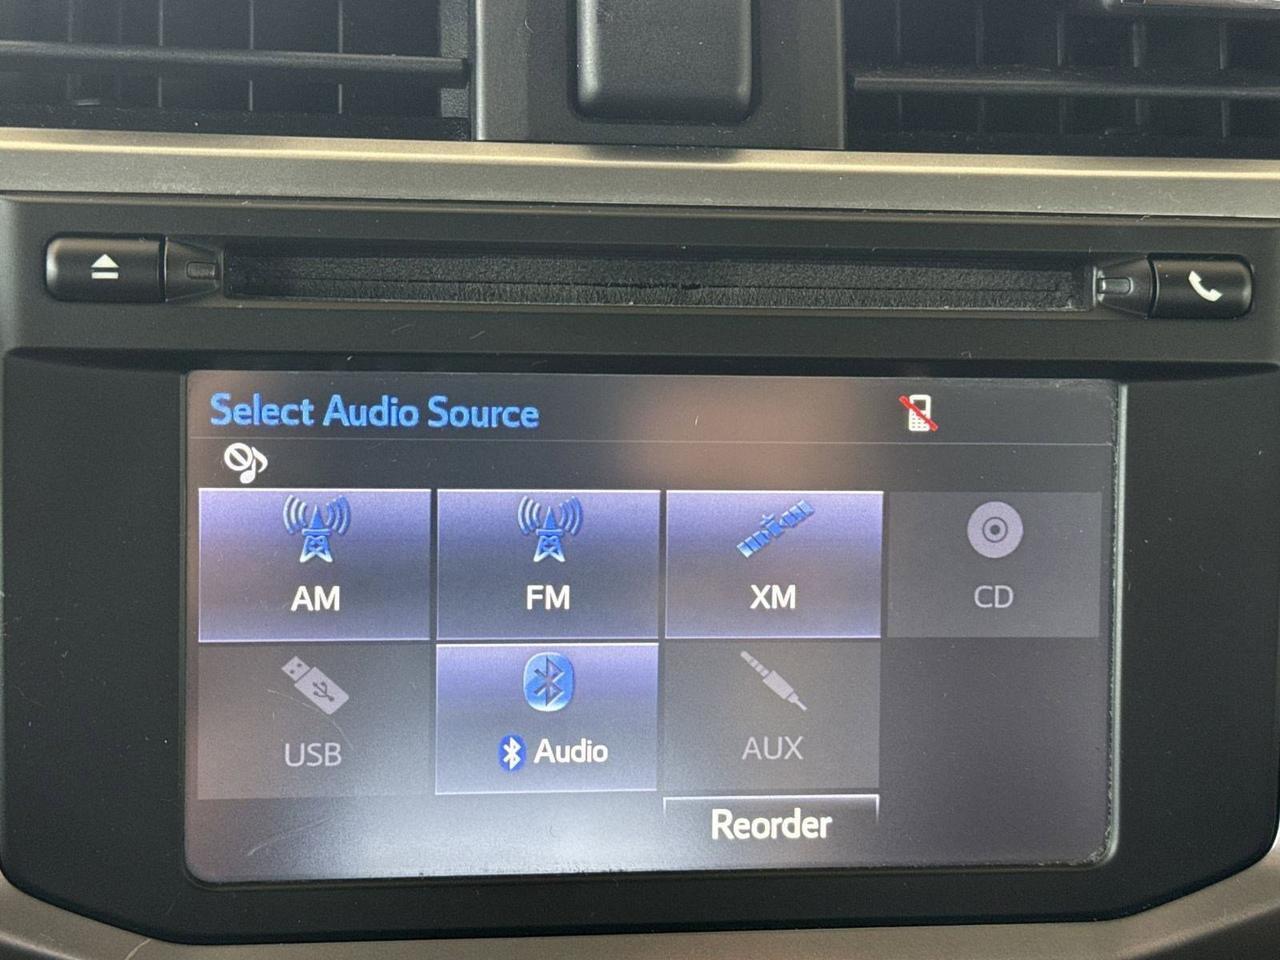 Select Audio Source
AM
FM
XM
CD
USB
Audio
AUX
Reorder